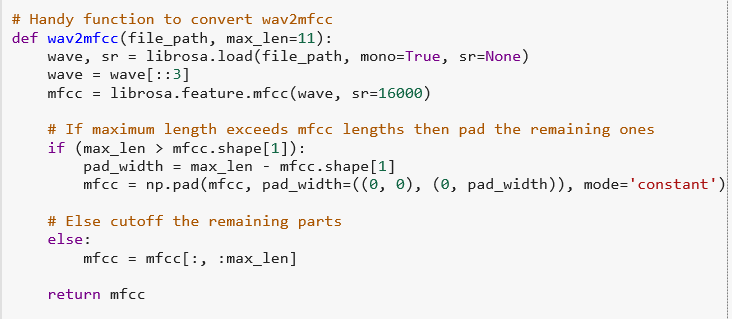 # Handy function to convert wav2mfcc
def wav2mfcc(file_path, max_len=11):
    wave, sr = librosa.load(file_path, mono=True, sr=None)
    wave = wave[::3]
    mfcc = librosa.feature.mfcc(wave, sr=16000)

    # If maximum length exceeds mfcc lengths then pad the remaining ones
    if (max_len > mfcc.shape[1]):
        pad_width = max_len - mfcc.shape[1]
        mfcc = np.pad(mfcc, pad_width=((0, 0), (0, pad_width)), mode='constant')

    # Else cutoff the remaining parts
    else:
        mfcc = mfcc[:, :max_len]

    return mfcc